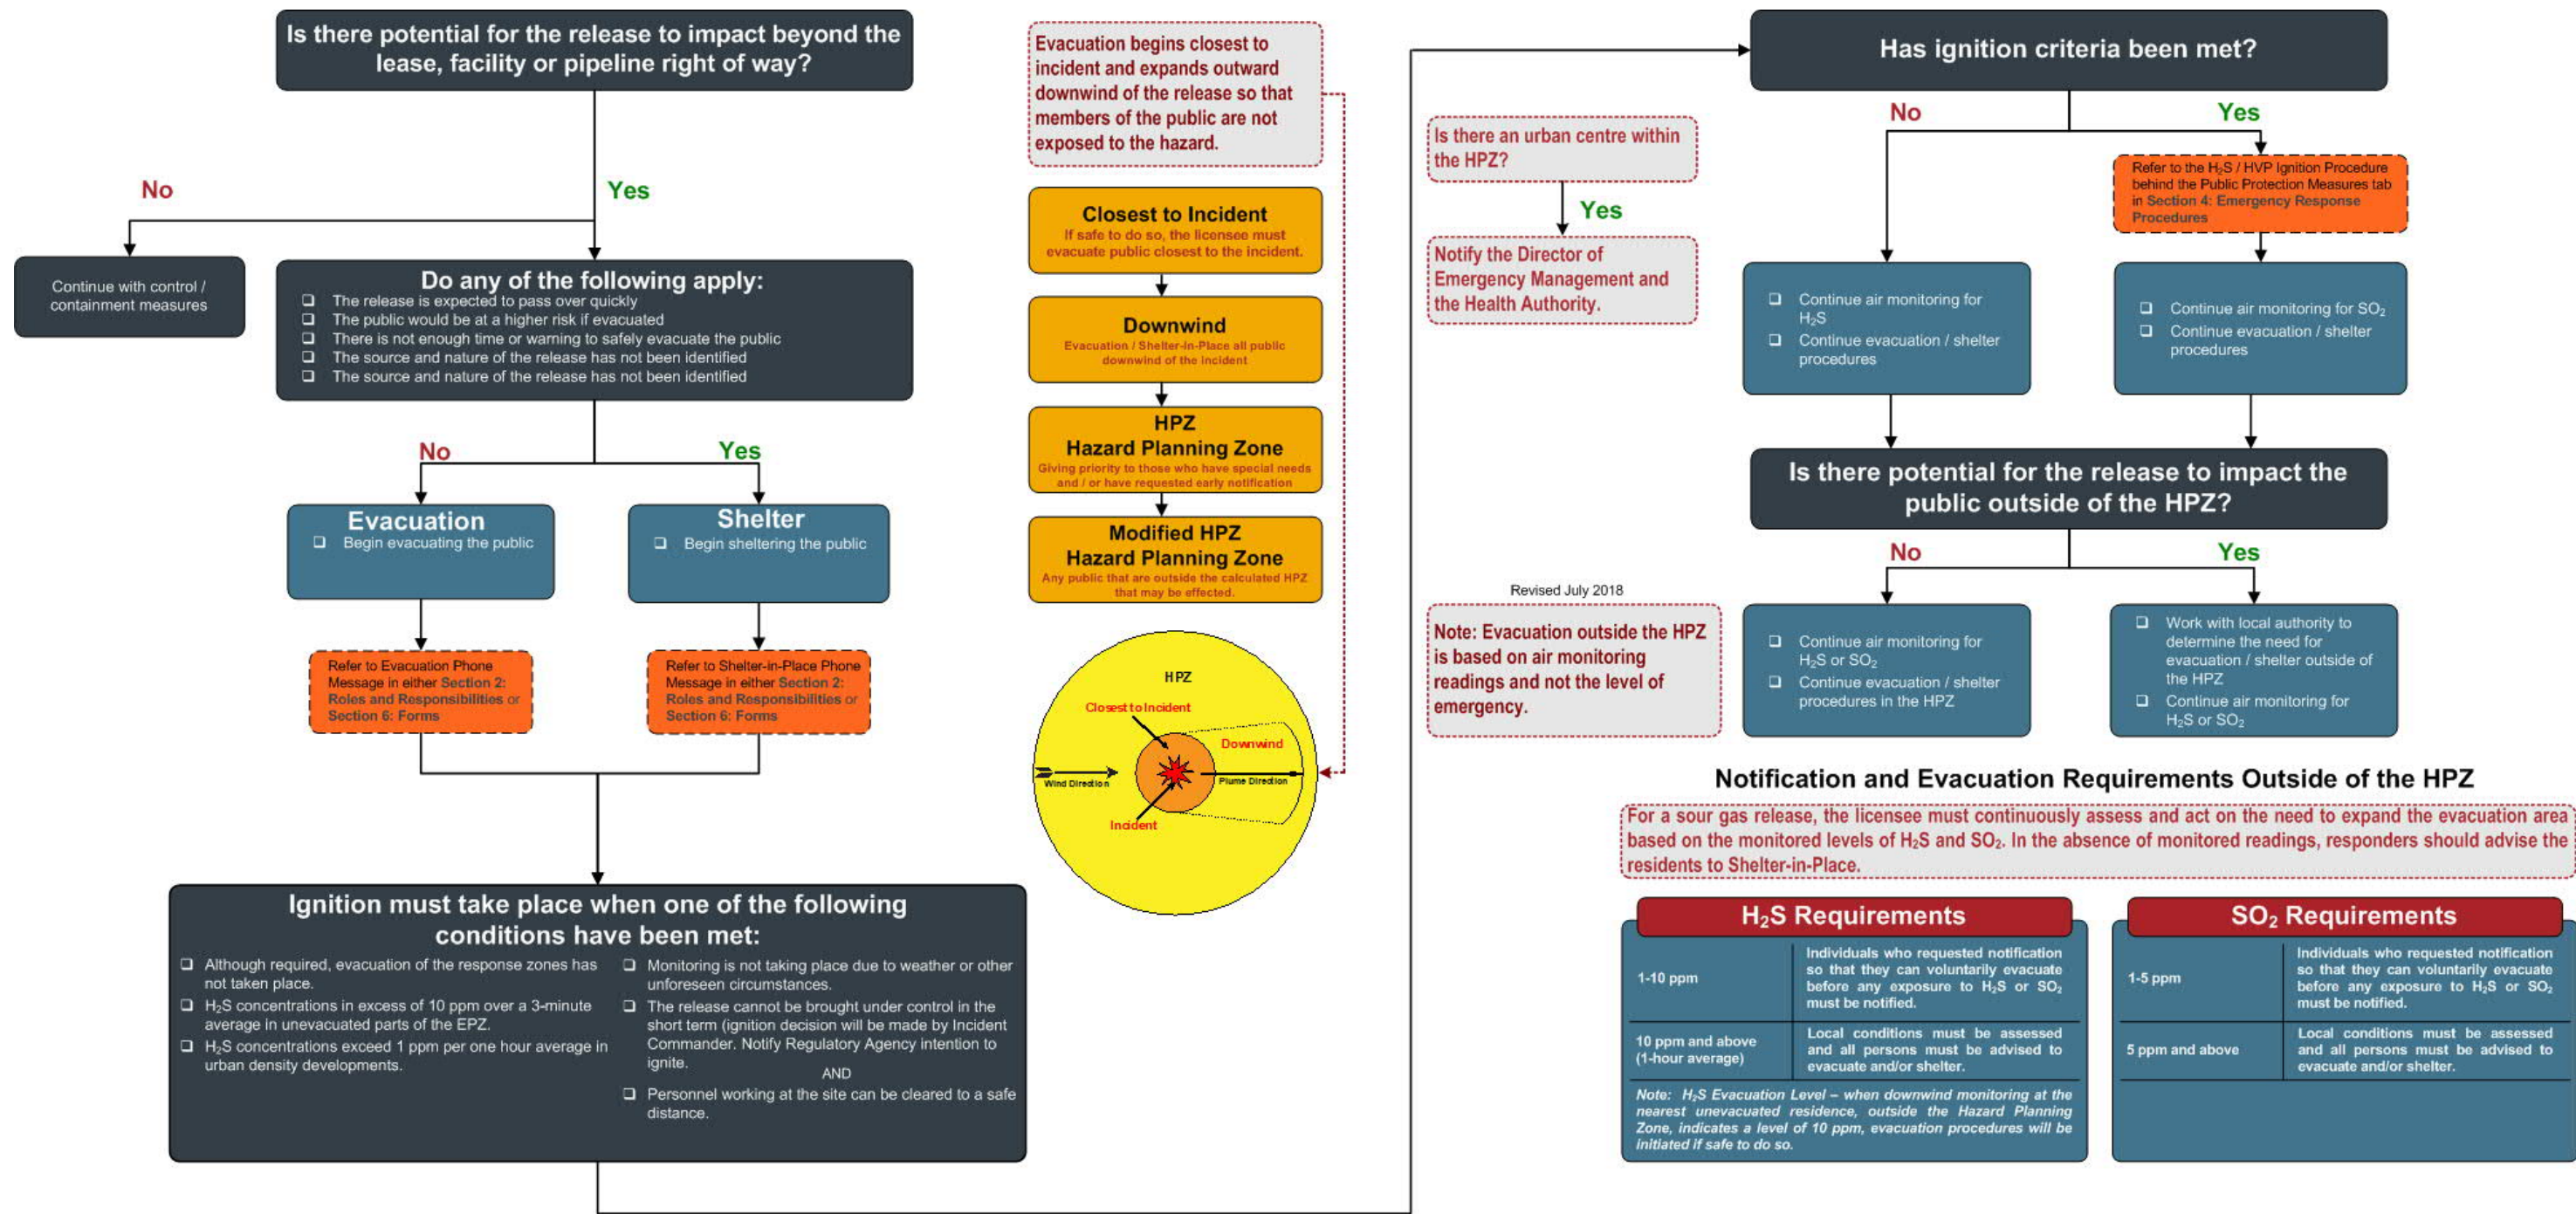 Is there potential for the release to impact beyond the
lease, facility or pipeline right of way?
No
Yes
Continue with control /
containment measures
Do any of the following apply:
❑ The release is expected to pass over quickly
❑ The public would be at a higher risk if evacuated
❑ There is not enough time or warning to safely evacuate the public
❑ The source and nature of the release has not been identified
❑ The source and nature of the release has not been identified
No
Yes
Evacuation
❑ Begin evacuating the public
Shelter
❑ Begin sheltering the public
Refer to Evacuation Phone
Message in either Section 2:
Roles and Responsibilities or
Section 6: Forms
Refer to Shelter-in-Place Phone
Message in either Section 2:
Roles and Responsibilities or
Section 6: Forms
Ignition must take place when one of the following
conditions have been met:
❑ Although required, evacuation of the response zones has
not taken place.
❑ H₂S concentrations in excess of 10 ppm over a 3-minute
average in unevacuated parts of the EPZ.
❑ H₂S concentrations exceed 1 ppm per one hour average in
urban density developments.
❑ Monitoring is not taking place due to weather or other
unforeseen circumstances.
❑ The release cannot be brought under control in the
short term (ignition decision will be made by Incident
Commander. Notify Regulatory Agency intention to
ignite.
AND
❑ Personnel working at the site can be cleared to a safe
distance.
Evacuation begins closest to
incident and expands outward
downwind of the release so that
members of the public are not
exposed to the hazard.
Closest to Incident
If safe to do so, the licensee must
evacuate public closest to the incident.
Downwind
Evacuation / Shelter-in-Place all public
downwind of the incident
HPZ
Hazard Planning Zone
Giving priority to those who have special needs
and / or have requested early notification
Modified HPZ
Hazard Planning Zone
Any public that are outside the calculated HPZ
that may be effected.
HPZ
Closest to Incident
Downwind
Wind Direction
Plume Direction
Incident
Is there an urban centre within
the HPZ?
Yes
Notify the Director of
Emergency Management and
the Health Authority.
Revised July 2018
Note: Evacuation outside the HPZ
is based on air monitoring
readings and not the level of
emergency.
Has ignition criteria been met?
No
Yes
Refer to the H₂S / HVP Ignition Procedure
behind the Public Protection Measures tab
in Section 4: Emergency Response
Procedures
❑ Continue air monitoring for
H₂S
❑ Continue evacuation / shelter
procedures
❑ Continue air monitoring for SO₂
❑ Continue evacuation / shelter
procedures
Is there potential for the release to impact the
public outside of the HPZ?
No
Yes
❑ Continue air monitoring for
H₂S or SO₂
❑ Continue evacuation / shelter
procedures in the HPZ
❑ Work with local authority to
determine the need for
evacuation / shelter outside of
the HPZ
❑ Continue air monitoring for
H₂S or SO₂
Notification and Evacuation Requirements Outside of the HPZ
For a sour gas release, the licensee must continuously assess and act on the need to expand the evacuation area
based on the monitored levels of H₂S and SO₂. In the absence of monitored readings, responders should advise the
residents to Shelter-in-Place.
H₂S Requirements
1-10 ppm
Individuals who requested notification
so that they can voluntarily evacuate
before any exposure to H₂S or SO₂
must be notified.
10 ppm and above
(1-hour average)
Local conditions must be assessed
and all persons must be advised to
evacuate and/or shelter.
Note: H₂S Evacuation Level – when downwind monitoring at the
nearest unevacuated residence, outside the Hazard Planning
Zone, indicates a level of 10 ppm, evacuation procedures will be
initiated if safe to do so.
SO₂ Requirements
1-5 ppm
Individuals who requested notification
so that they can voluntarily evacuate
before any exposure to H₂S or SO₂
must be notified.
5 ppm and above
Local conditions must be assessed
and all persons must be advised to
evacuate and/or shelter.